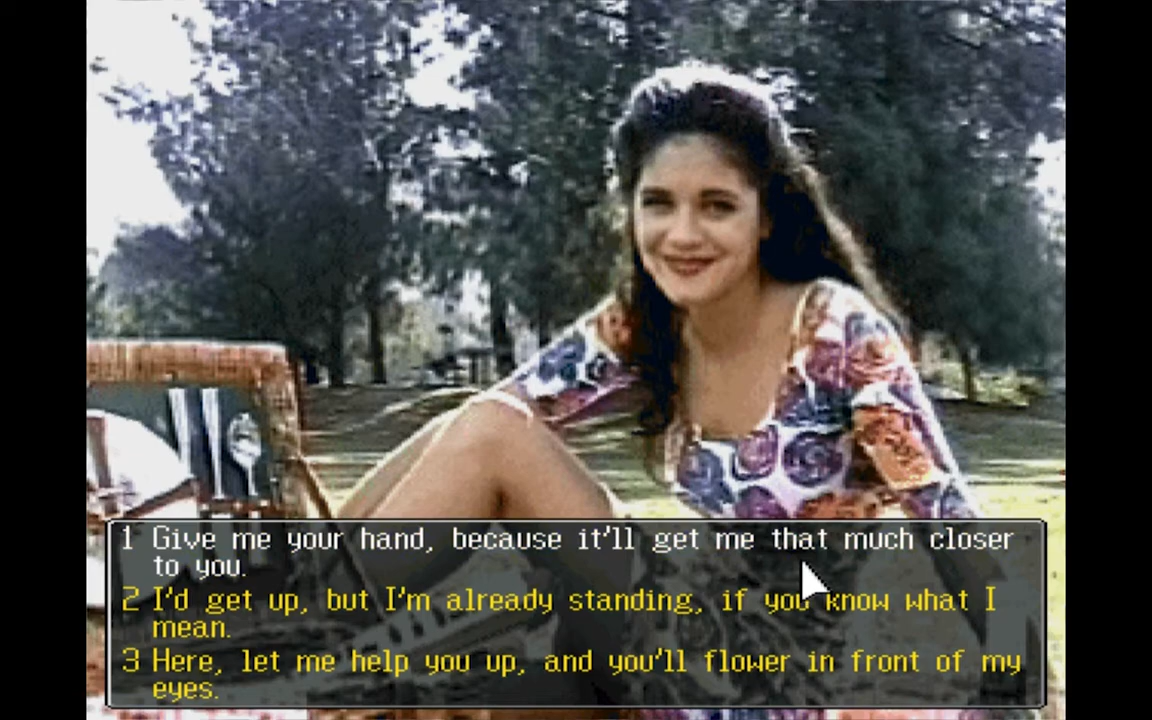 1 Give me your hand, because it'll get me that much closer
to you.
2 I'd get up, but I'm already standing, if you know what I
mean.
3 Here, let me help you up, and you'll flower in front of my
eyes.